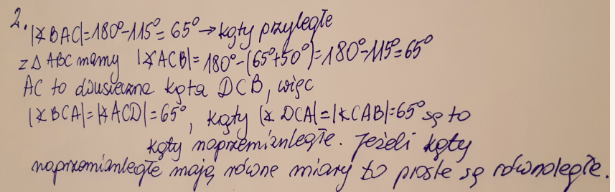 2. |∡BAC|=180°-115°=65° → kąty przyległe
z △ ABC mamy |∡ACB|=180°-(65°+50°)=180°-115°=65°
AC to dwusieczna kąta DCB, więc
|∡BCA|=|∡ACD|=65°, kąty |∡DCA|=|∡CAB|=65° są to
kąty naprzemianległe. Jeżeli kąty
naprzemianległe mają równe miary to proste są równoległe.